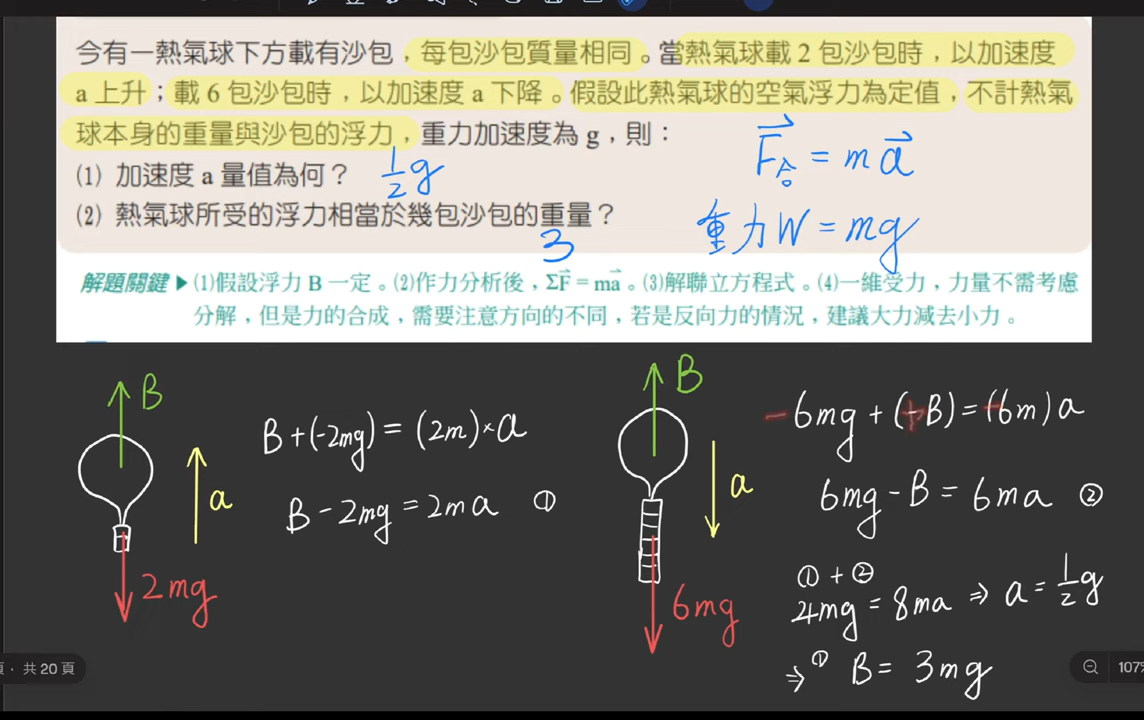 今有一熱氣球下方載有沙包，每包沙包質量相同。當熱氣球載 2 包沙包時，以加速度
a 上升；載 6 包沙包時，以加速度 a 下降。假設此熱氣球的空氣浮力為定值，不計熱氣
球本身的重量與沙包的浮力，重力加速度為 g，則：
(1) 加速度 a 量值為何？ ½g
(2) 熱氣球所受的浮力相當於幾包沙包的重量？
3
F⃗合 = ma⃗
重力 W = mg
解題關鍵▶(1)假設浮力 B 一定。(2)作力分析後，ΣF⃗ = ma⃗。(3)解聯立方程式。(4)一維受力，力量不需考慮
分解，但是力的合成，需要注意方向的不同，若是反向力的情況，建議大力減去小力。
B
a
2mg
B+(-2mg) = (2m)×a
B-2mg = 2ma ①
B
a
6mg
-6mg+(+B) = -(6m)a
6mg-B = 6ma ②
①+②
4mg = 8ma ⇒ a = ½g
⇒① B = 3mg
頁 · 共 20 頁
107%